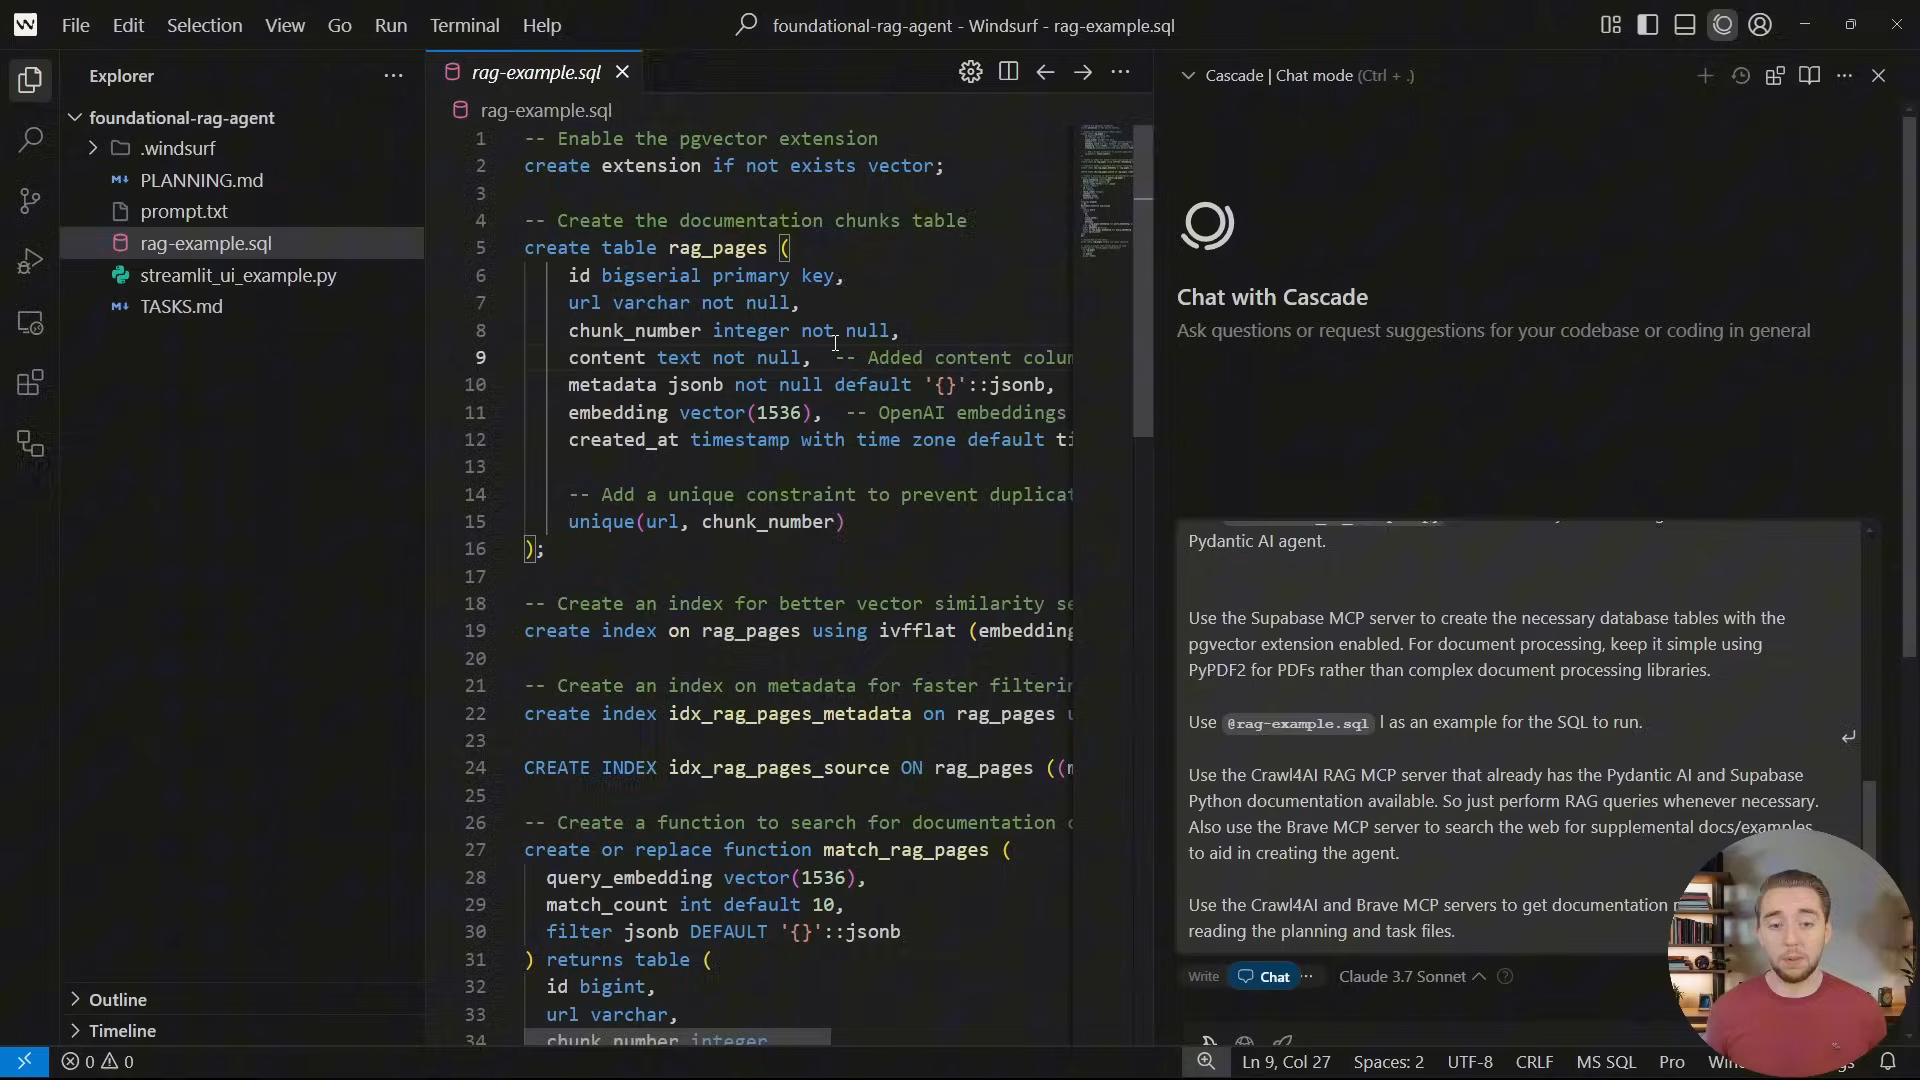 File Edit Selection View Go Run Terminal Help
foundational-rag-agent - Windsurf - rag-example.sql
Explorer
foundational-rag-agent
.windsurf
PLANNING.md
prompt.txt
rag-example.sql
streamlit_ui_example.py
TASKS.md
Outline
Timeline
rag-example.sql
rag-example.sql
1 -- Enable the pgvector extension
2 create extension if not exists vector;
3
4 -- Create the documentation chunks table
5 create table rag_pages (
6 id bigserial primary key,
7 url varchar not null,
8 chunk_number integer not null,
9 content text not null, -- Added content colum
10 metadata jsonb not null default '{}'::jsonb,
11 embedding vector(1536), -- OpenAI embeddings
12 created_at timestamp with time zone default ti
13
14 -- Add a unique constraint to prevent duplicat
15 unique(url, chunk_number)
16 );
17
18 -- Create an index for better vector similarity se
19 create index on rag_pages using ivfflat (embedding
20
21 -- Create an index on metadata for faster filterin
22 create index idx_rag_pages_metadata on rag_pages u
23
24 CREATE INDEX idx_rag_pages_source ON rag_pages ((m
25
26 -- Create a function to search for documentation c
27 create or replace function match_rag_pages (
28 query_embedding vector(1536),
29 match_count int default 10,
30 filter jsonb DEFAULT '{}'::jsonb
31 ) returns table (
32 id bigint,
33 url varchar,
34 chunk_number integer
Cascade | Chat mode (Ctrl + .)
Chat with Cascade
Ask questions or request suggestions for your codebase or coding in general
Pydantic AI agent.
Use the Supabase MCP server to create the necessary database tables with the
pgvector extension enabled. For document processing, keep it simple using
PyPDF2 for PDFs rather than complex document processing libraries.
Use @rag-example.sql as an example for the SQL to run.
Use the Crawl4AI RAG MCP server that already has the Pydantic AI and Supabase
Python documentation available. So just perform RAG queries whenever necessary.
Also use the Brave MCP server to search the web for supplemental docs/examples
to aid in creating the agent.
Use the Crawl4AI and Brave MCP servers to get documentation
reading the planning and task files.
Write Chat Claude 3.7 Sonnet
0 0
Ln 9, Col 27 Spaces: 2 UTF-8 CRLF MS SQL Pro